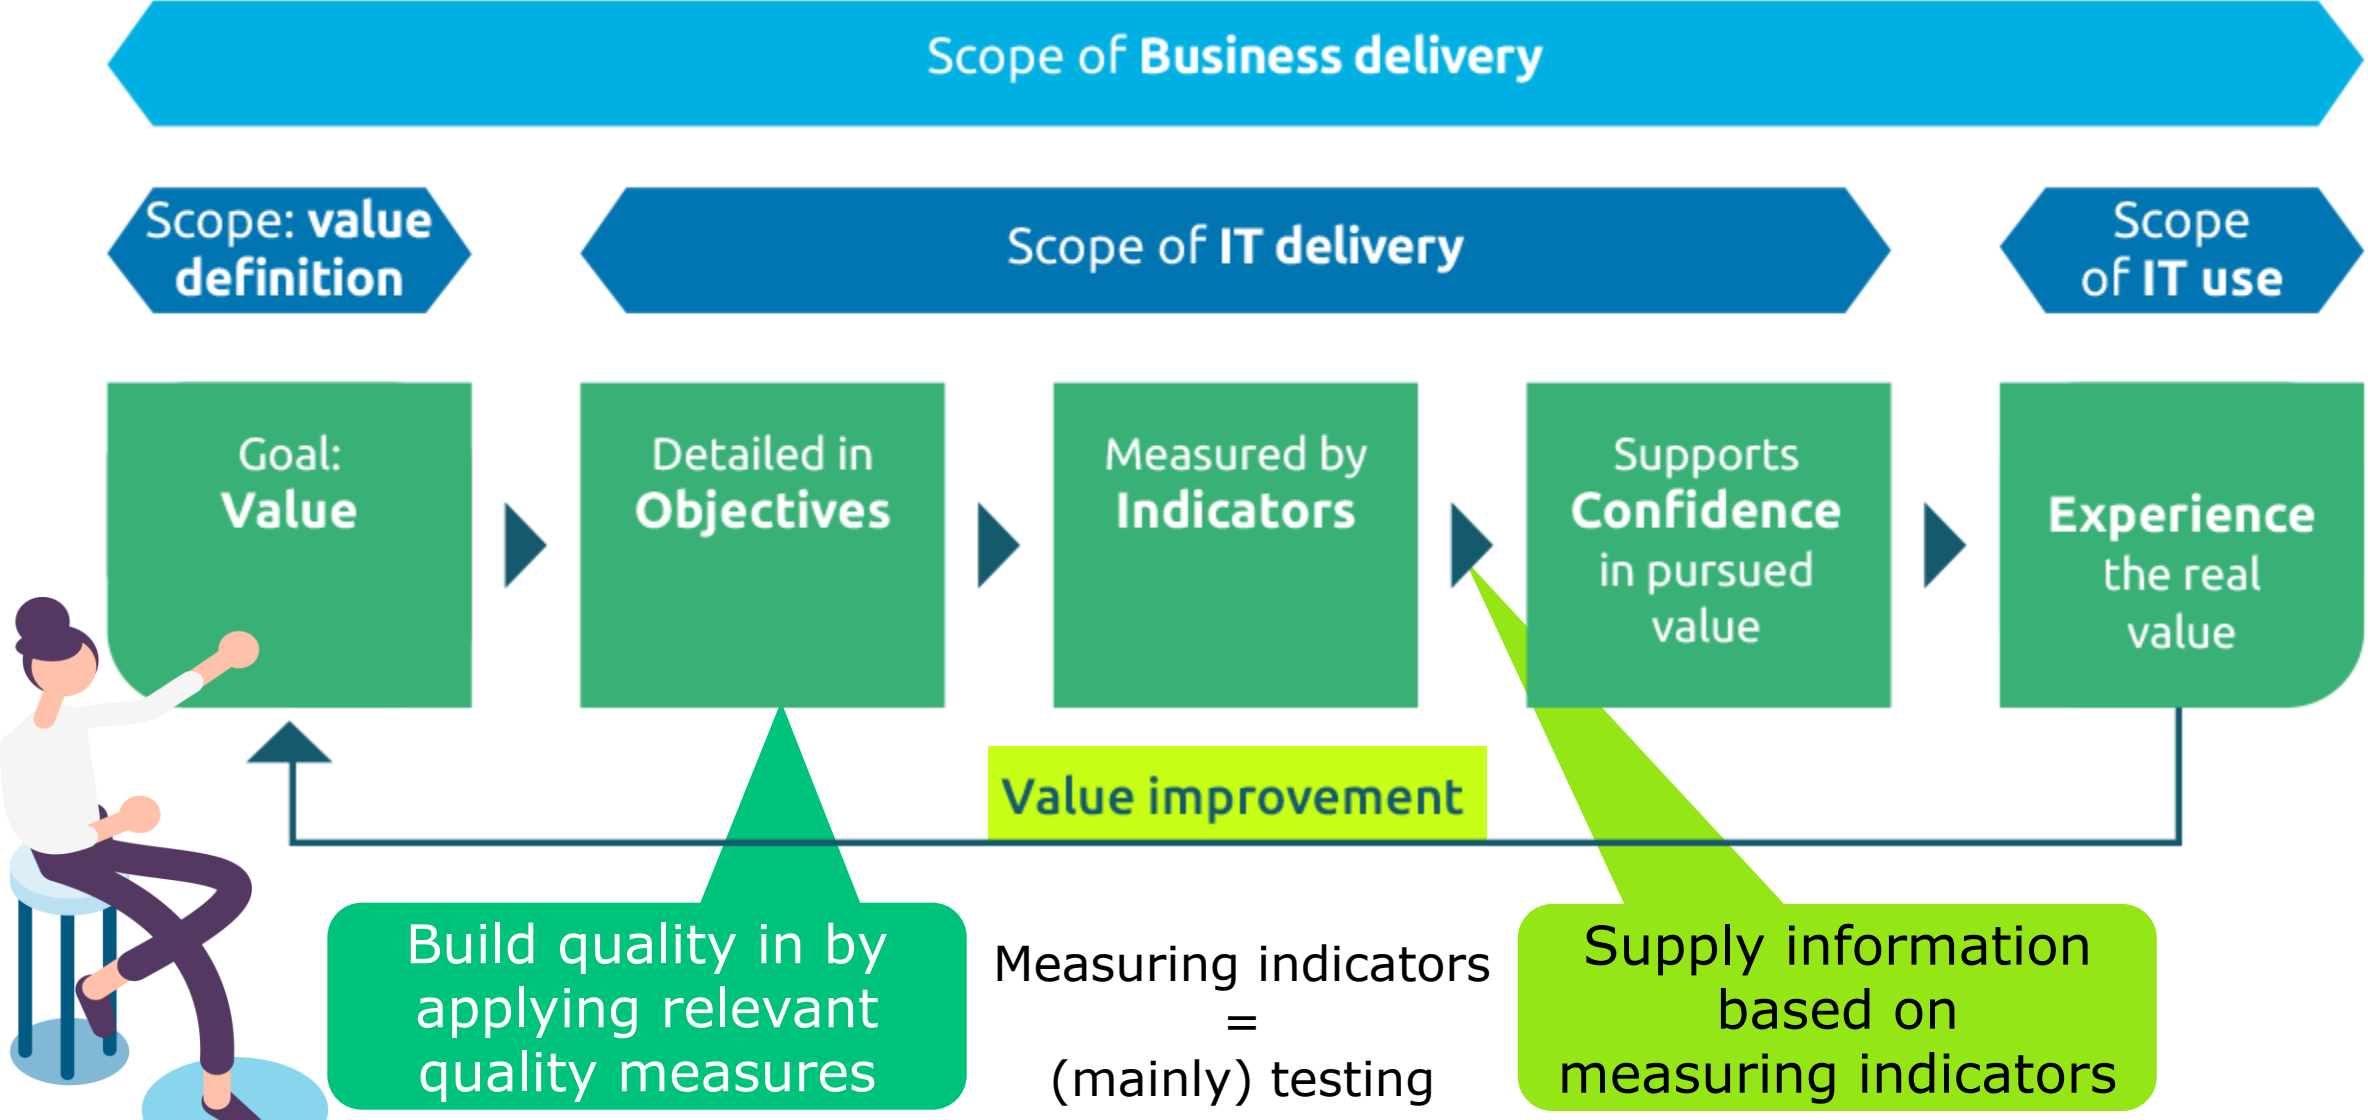 Scope of Business delivery
Scope: value
definition
Scope of IT delivery
Scope
of IT use
Goal:
Value
Detailed in
Objectives
Measured by
Indicators
Supports
Confidence
in pursued
value
Experience
the real
value
Value improvement
Build quality in by
applying relevant
quality measures
Measuring indicators
=
(mainly) testing
Supply information
based on
measuring indicators